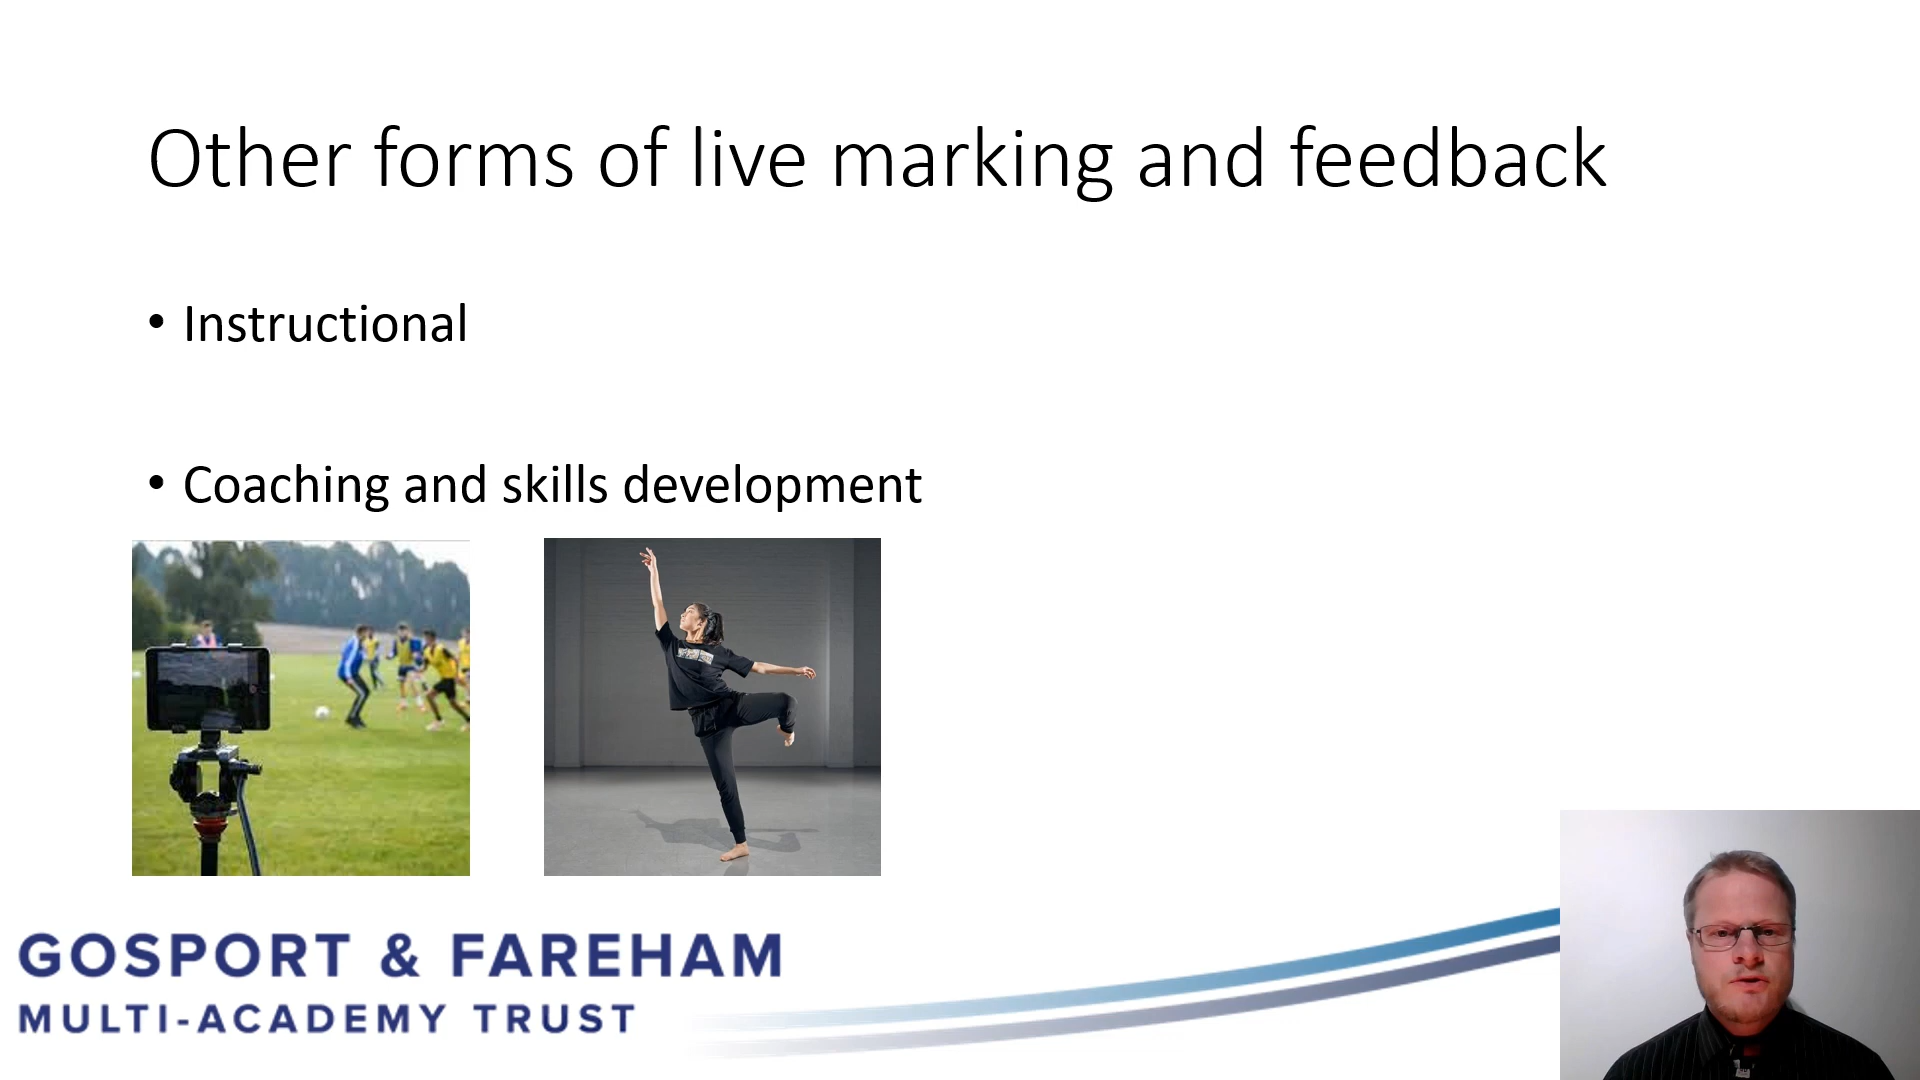 Other forms of live marking and feedback
• Instructional
• Coaching and skills development
GOSPORT & FAREHAM
MULTI-ACADEMY TRUST